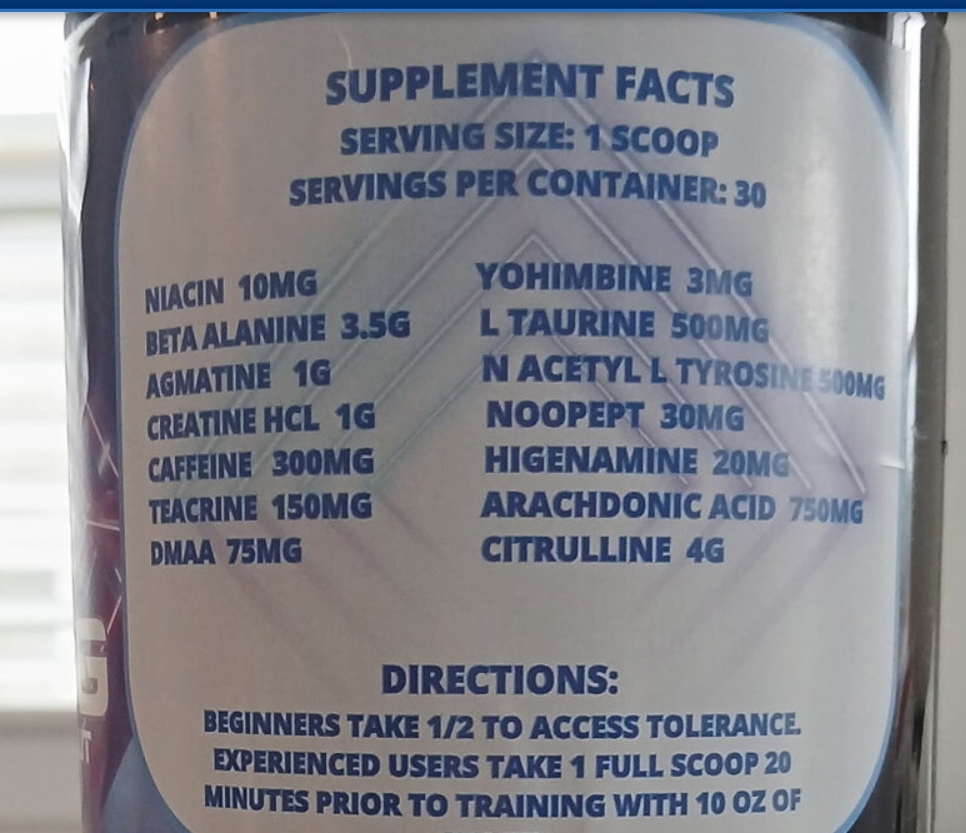 SUPPLEMENT FACTS
SERVING SIZE: 1 SCOOP
SERVINGS PER CONTAINER: 30
NIACIN 10MG
BETA ALANINE 3.5G
AGMATINE 1G
CREATINE HCL 1G
CAFFEINE 300MG
TEACRINE 150MG
DMAA 75MG
YOHIMBINE 3MG
L TAURINE 500MG
N ACETYL L TYROSINE 500MG
NOOPEPT 30MG
HIGENAMINE 20MG
ARACHDONIC ACID 750MG
CITRULLINE 4G
DIRECTIONS:
BEGINNERS TAKE 1/2 TO ACCESS TOLERANCE.
EXPERIENCED USERS TAKE 1 FULL SCOOP 20
MINUTES PRIOR TO TRAINING WITH 10 OZ OF